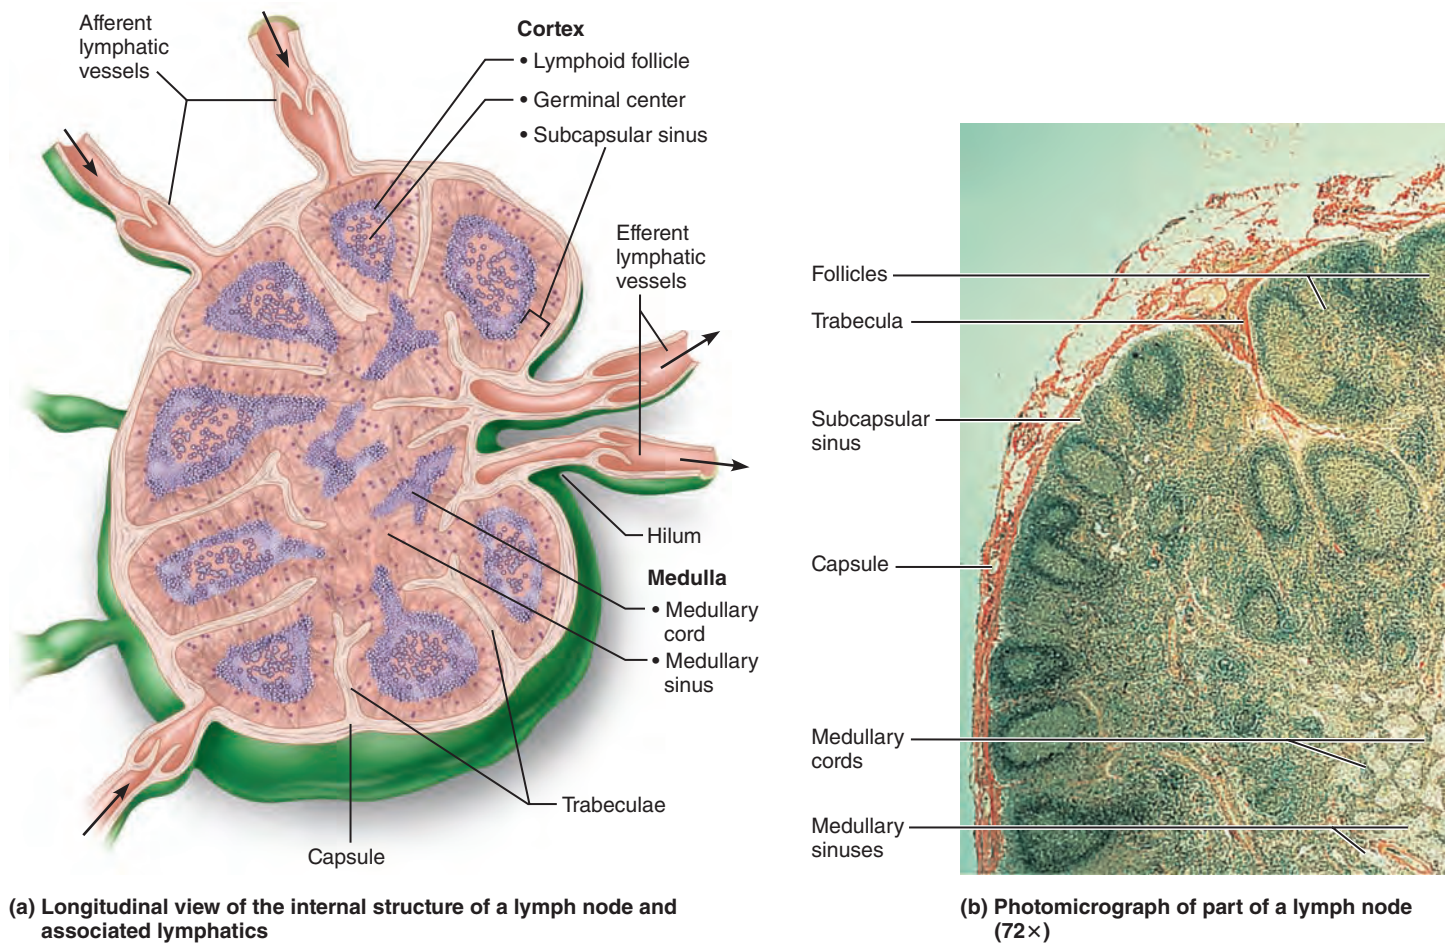 Afferent
lymphatic
vessels
Cortex
• Lymphoid follicle
• Germinal center
• Subcapsular sinus
Efferent
lymphatic
vessels
Hilum
Medulla
• Medullary
cord
• Medullary
sinus
Trabeculae
Capsule
(a) Longitudinal view of the internal structure of a lymph node and
associated lymphatics
Follicles
Trabecula
Subcapsular
sinus
Capsule
Medullary
cords
Medullary
sinuses
(b) Photomicrograph of part of a lymph node
(72×)